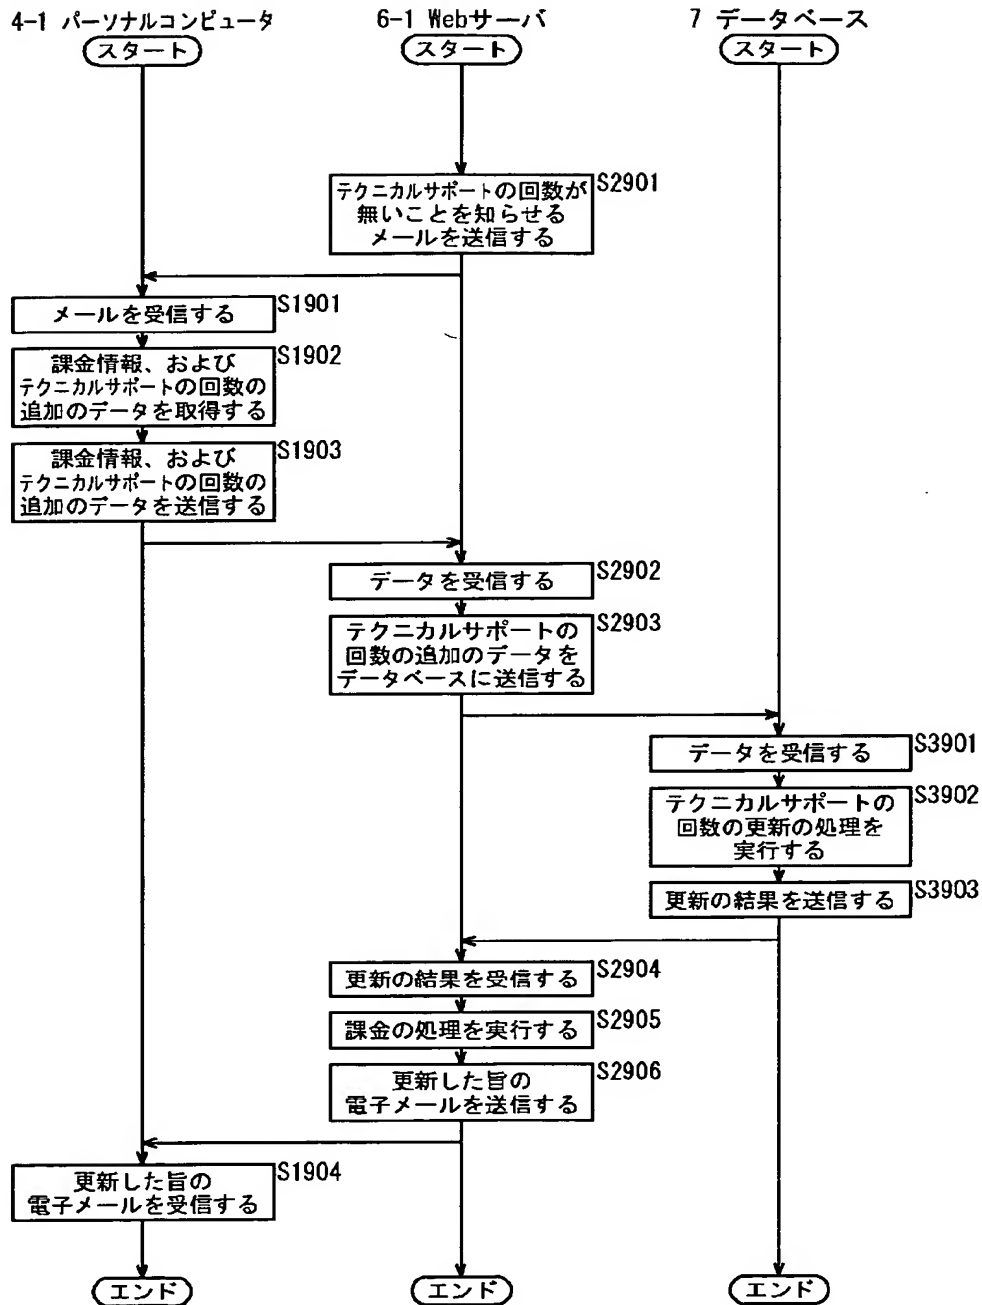 4-1 パーソナルコンピュータ
6-1 Webサーバ
7 データベース
スタート
スタート
スタート
テクニカルサポートの回数が
無いことを知らせる
メールを送信する
S2901
メールを受信する
S1901
課金情報、および
テクニカルサポートの回数の
追加のデータを取得する
S1902
課金情報、および
テクニカルサポートの回数の
追加のデータを送信する
S1903
データを受信する
S2902
テクニカルサポートの
回数の追加のデータを
データベースに送信する
S2903
データを受信する
S3901
テクニカルサポートの
回数の更新の処理を
実行する
S3902
更新の結果を送信する
S3903
更新の結果を受信する
S2904
課金の処理を実行する
S2905
更新した旨の
電子メールを送信する
S2906
更新した旨の
電子メールを受信する
S1904
エンド
エンド
エンド